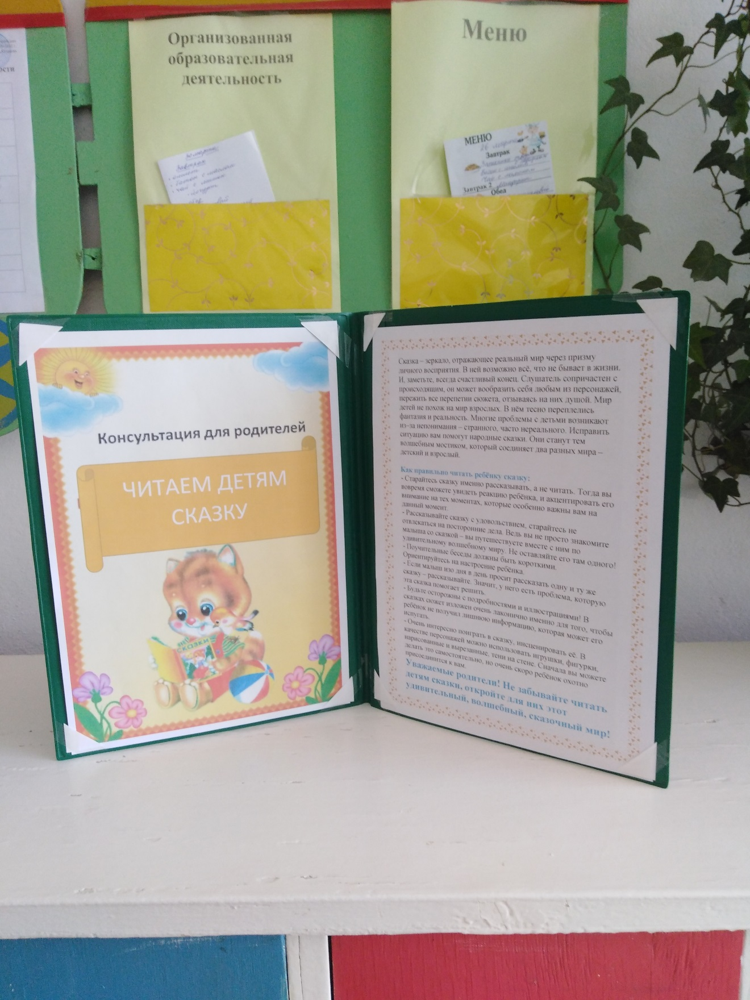 Организованная
образовательная
деятельность
Меню
Завтрак
МЕНЮ
26 марта
Завтрак
Чай с лимоном
Завтрак 2
Обед
Консультация для родителей
ЧИТАЕМ ДЕТЯМ
СКАЗКУ
сказки
Сказка – зеркало, отражающее реальный мир через призму
личного восприятия. В ней возможно всё, что не бывает в жизни.
И, заметьте, всегда счастливый конец. Слушатель сопричастен с
происходящим, он может вообразить себя любым из персонажей,
пережить все перепетии сюжета, отзываясь на них душой. Мир
детей не похож на мир взрослых. В нём тесно переплелись
фантазия и реальность. Многие проблемы с детьми возникают
из–за непонимания – странного, часто нереального. Исправить
ситуацию вам помогут народные сказки. Они станут тем
волшебным мостиком, который соединяет два разных мира –
детский и взрослый.
Как правильно читать ребёнку сказку:
- Старайтесь сказку именно рассказывать, а не читать. Тогда вы
вовремя сможете увидеть реакцию ребёнка, и акцентировать его
внимание на тех моментах, которые особенно важны вам на
данный момент.
- Рассказывайте сказку с удовольствием, старайтесь не
отвлекаться на посторонние дела. Ведь вы не просто знакомите
малыша со сказкой – вы путешествуете вместе с ним по
удивительному волшебному миру. Не оставляйте его там одного!
- Поучительные беседы должны быть короткими.
Ориентируйтесь на настроение ребёнка.
- Если малыш изо дня в день просит рассказать одну и ту же
сказку – рассказывайте. Значит, у него есть проблема, которую
эта сказка помогает решить.
- Будьте осторожны с подробностями и иллюстрациями! В
сказках сюжет изложен очень лаконично именно для того, чтобы
ребёнок не получил лишнюю информацию, которая может его
испугать.
- Очень интересно поиграть в сказку, инсценировать её. В
качестве персонажей можно использовать игрушки, фигурки,
нарисованные и вырезанные, тени на стене. Сначала вы можете
делать это самостоятельно, но очень скоро ребёнок охотно
присоединится к вам.
Уважаемые родители! Не забывайте читать
детям сказки, откройте для них этот
удивительный, волшебный, сказочный мир!